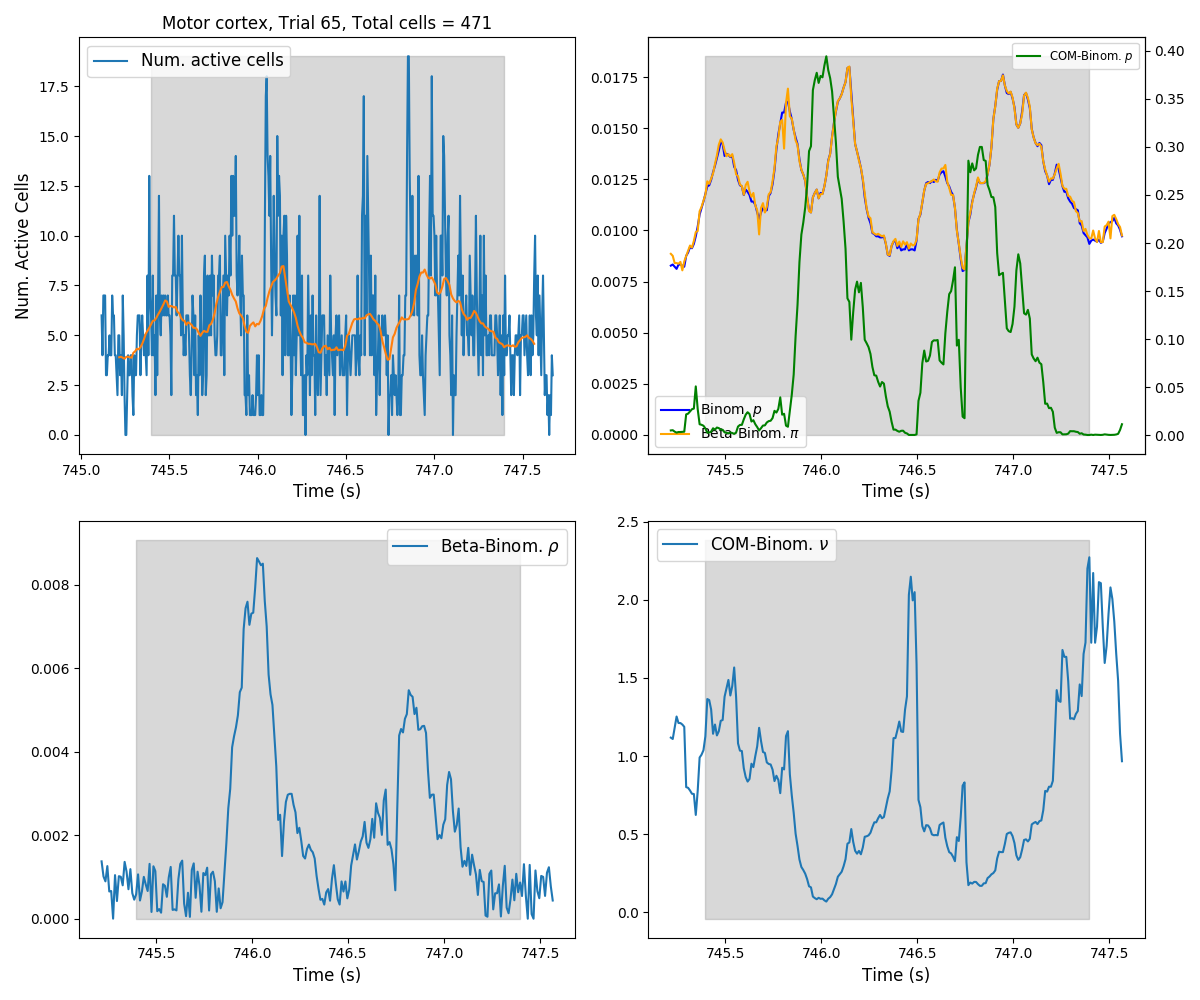 Motor cortex, Trial 65, Total cells = 471
Num. active cells
Num. Active Cells
17.5
15.0
12.5
10.0
7.5
5.0
2.5
0.0
745.0 745.5 746.0 746.5 747.0 747.5
Time (s)
COM-Binom. p
Binom. p
Beta-Binom. π
0.0175
0.0150
0.0125
0.0100
0.0075
0.0050
0.0025
0.0000
0.40
0.35
0.30
0.25
0.20
0.15
0.10
0.05
0.00
745.5 746.0 746.5 747.0 747.5
Time (s)
Beta-Binom. ρ
0.008
0.006
0.004
0.002
0.000
745.5 746.0 746.5 747.0 747.5
Time (s)
COM-Binom. ν
2.5
2.0
1.5
1.0
0.5
0.0
745.5 746.0 746.5 747.0 747.5
Time (s)